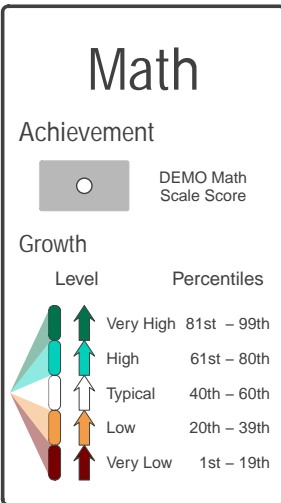 Math
Achievement
DEMO Math
Scale Score
Growth
Level Percentiles
Very High 81st – 99th
High 61st – 80th
Typical 40th – 60th
Low 20th – 39th
Very Low 1st – 19th